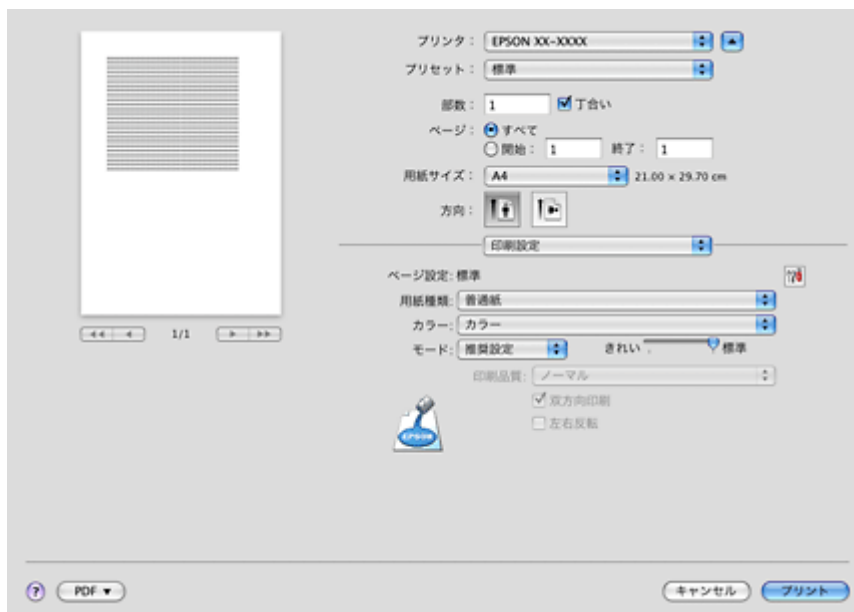 プリンタ： EPSON XX-XXXX
プリセット： 標準
部数： 1 丁合い
ページ： すべて
開始： 1 終了： 1
用紙サイズ： A4 21.00 × 29.70 cm
方向：
印刷設定
ページ設定: 標準
用紙種類: 普通紙
カラー: カラー
1/1
モード: 推奨設定 きれい 標準
印刷品質: ノーマル
双方向印刷
左右反転
EPSON
? PDF ▼ キャンセル プリント